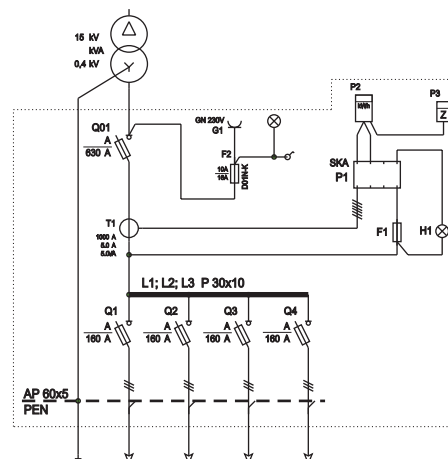 15 kV
kVA
0,4 kV
P2
P3
kWh
Z
GN 230V
G1
Q01
A
630 A
F2
10A
16A
D01N-K
SKA
P1
T1
1000 A
5.0 A
5.0VA
F1
H1
L1; L2; L3 P 30x10
Q1
A
160 A
Q2
A
160 A
Q3
A
160 A
Q4
A
160 A
AP 60x5
PEN